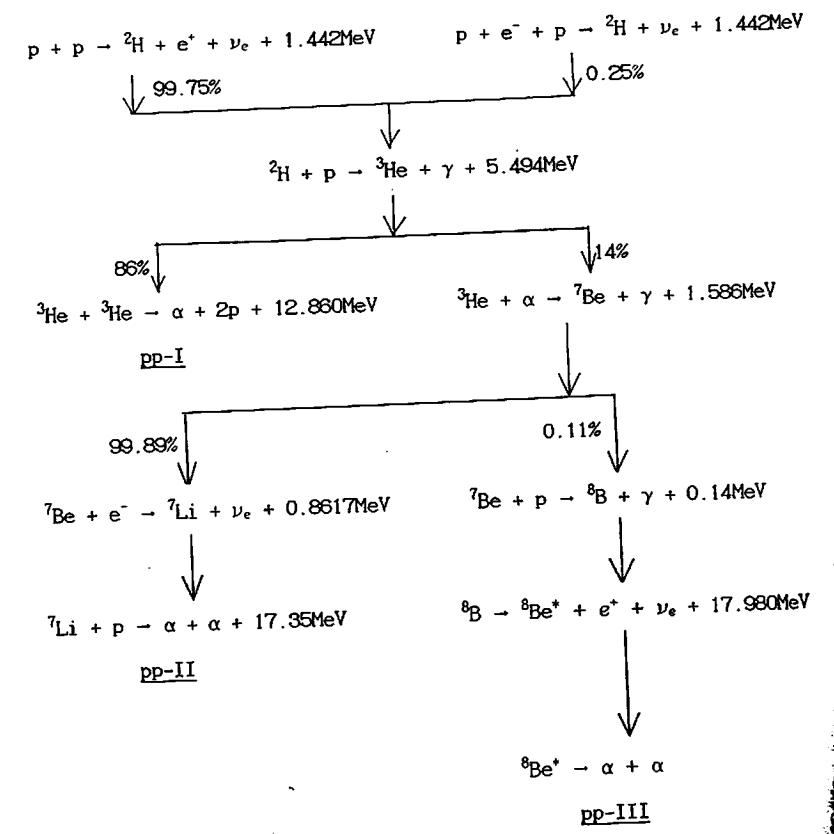 p + p → ²H + e⁺ + νₑ + 1.442MeV
p + e⁻ + p → ²H + νₑ + 1.442MeV
99.75%
0.25%
²H + p → ³He + γ + 5.494MeV
86%
14%
³He + ³He → α + 2p + 12.860MeV
³He + α → ⁷Be + γ + 1.586MeV
pp-I
99.89%
0.11%
⁷Be + e⁻ → ⁷Li + νₑ + 0.8617MeV
⁷Be + p → ⁸B + γ + 0.14MeV
⁷Li + p → α + α + 17.35MeV
⁸B → ⁸Be* + e⁺ + νₑ + 17.980MeV
pp-II
⁸Be* → α + α
pp-III